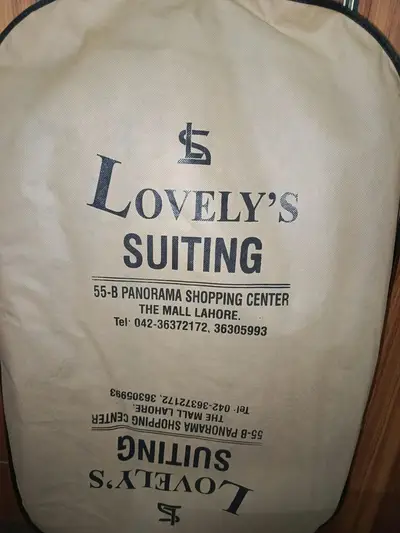 LS
LOVELY'S
SUITING
55-B PANORAMA SHOPPING CENTER
THE MALL LAHORE.
Tel: 042-36372172, 36305993
Tel: 042-36372172, 36305993
THE MALL LAHORE.
55-B PANORAMA SHOPPING CENTER
SUITING
LOVELY'S
LS